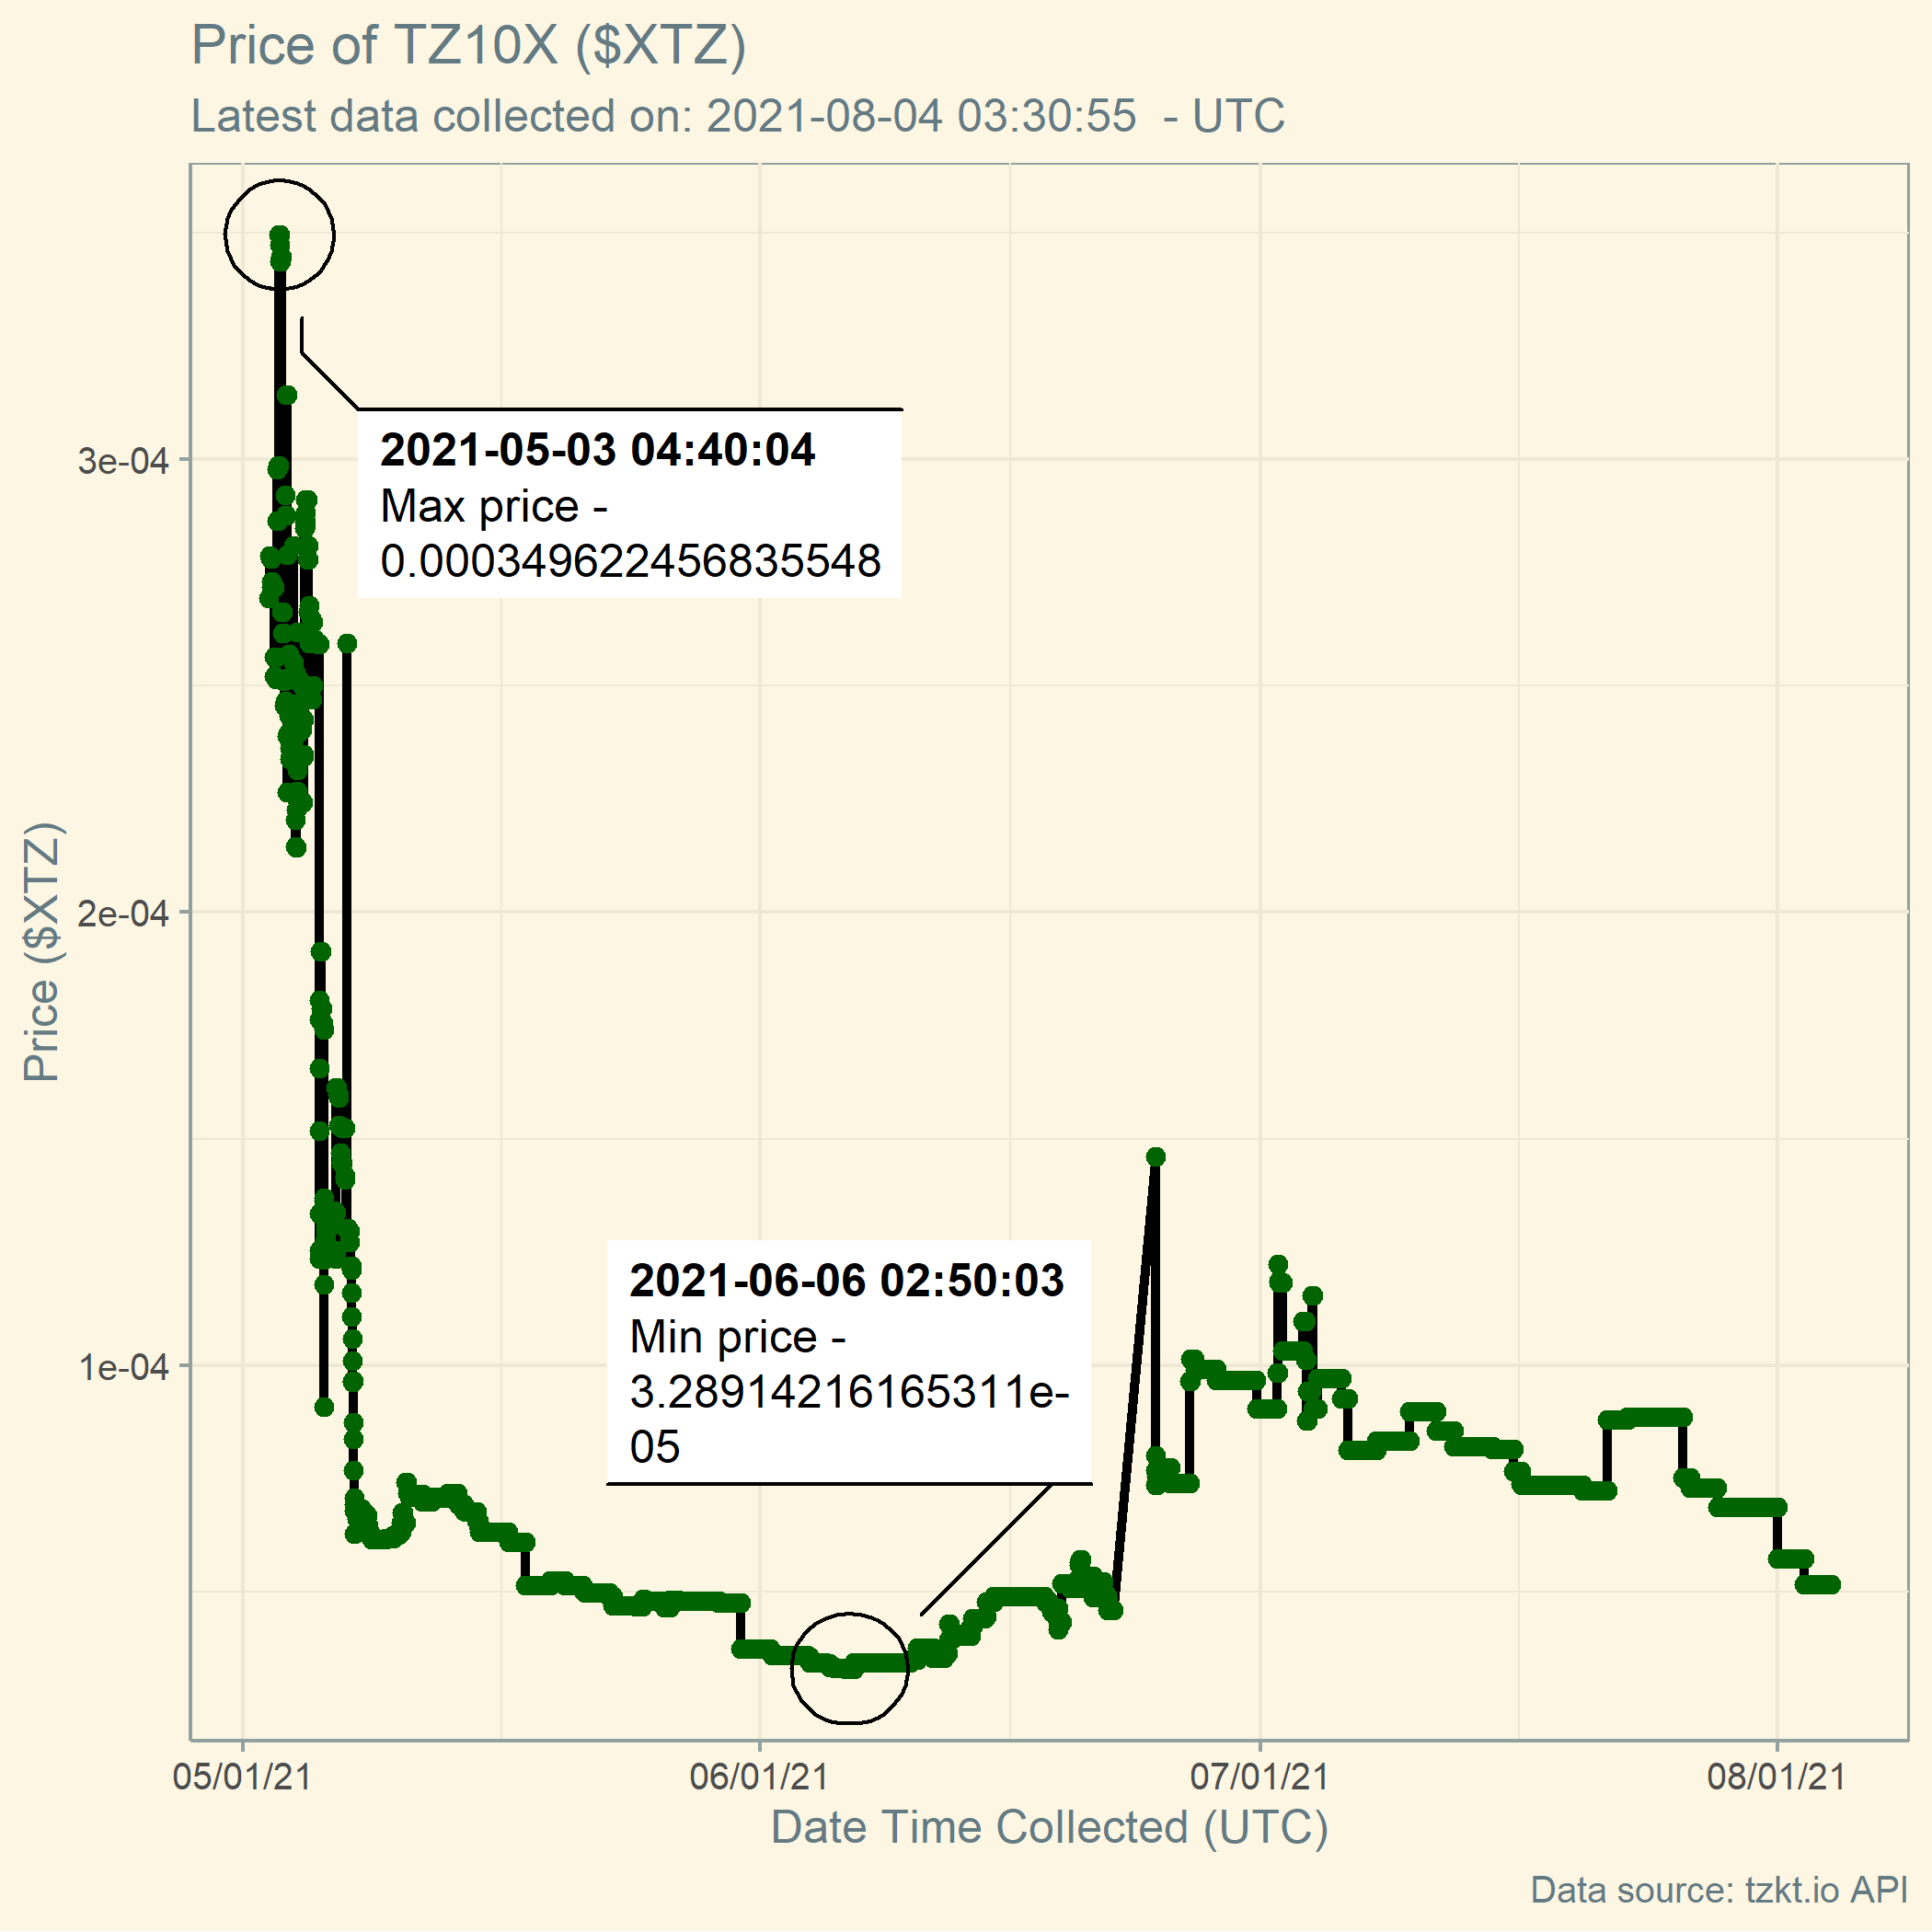 Price of TZ10X ($XTZ)
Latest data collected on: 2021-08-04 03:30:55  - UTC
2021-05-03 04:40:04
Max price -
0.000349622456835548
3e-04
2e-04
1e-04
Price ($XTZ)
2021-06-06 02:50:03
Min price -
3.28914216165311e-
05
05/01/21
06/01/21
07/01/21
08/01/21
Date Time Collected (UTC)
Data source: tzkt.io API